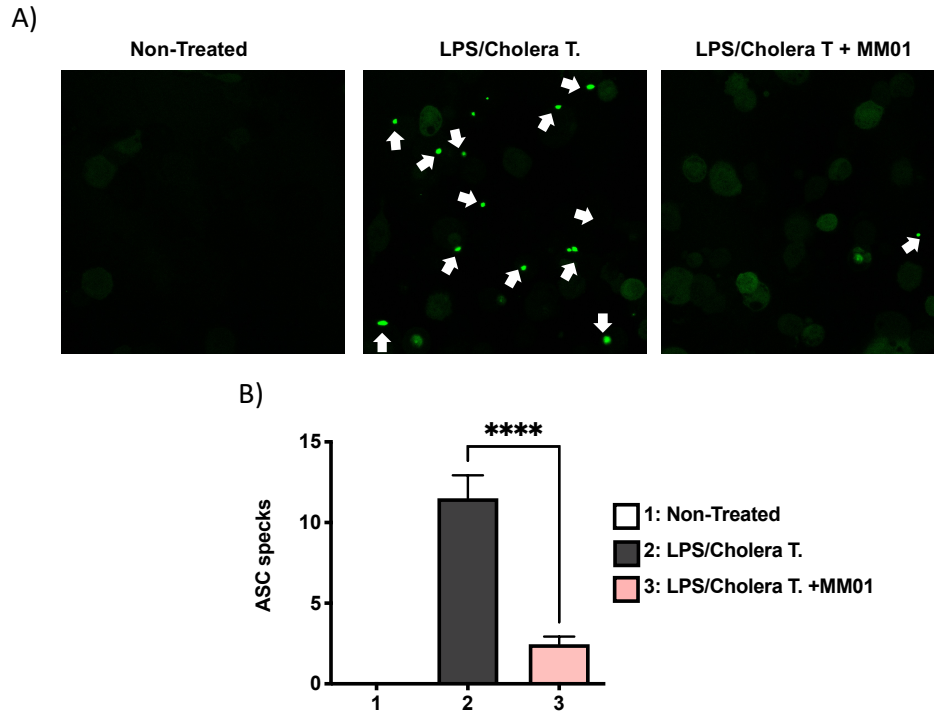 A)
Non-Treated
LPS/Cholera T.
LPS/Cholera T + MM01
B)
****
15
10
5
0
ASC specks
1
2
3
1: Non-Treated
2: LPS/Cholera T.
3: LPS/Cholera T. +MM01